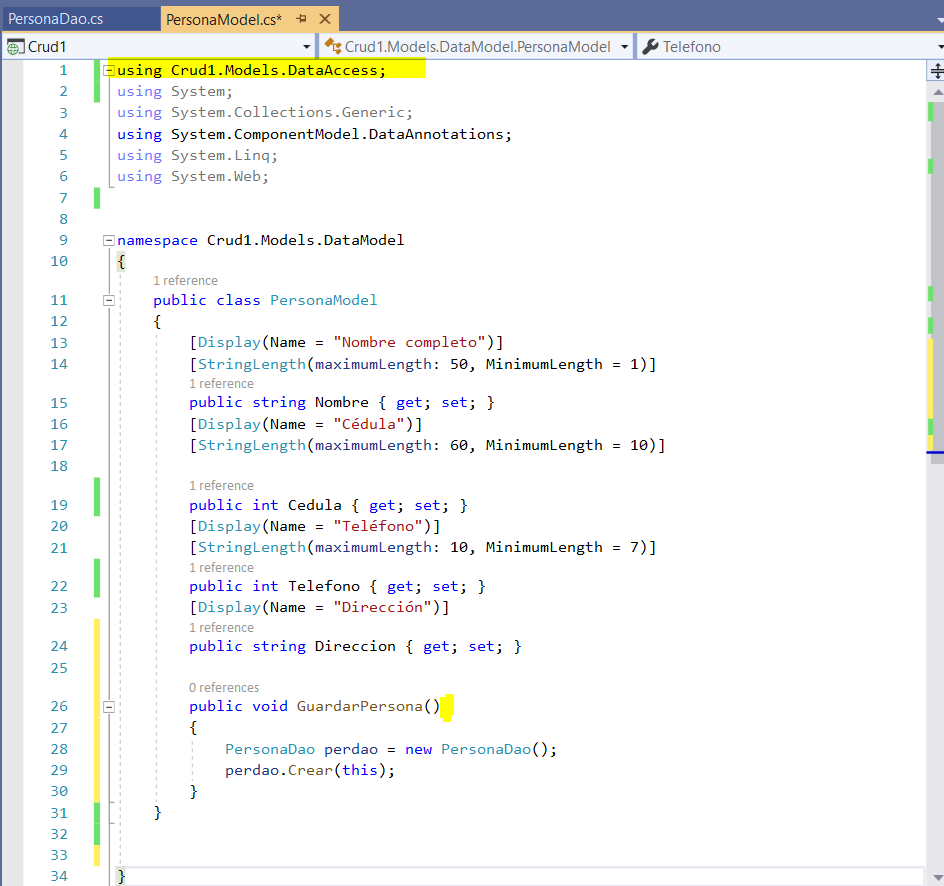 PersonaDao.cs
PersonaModel.cs*
Crud1
Crud1.Models.DataModel.PersonaModel
Telefono
1 using Crud1.Models.DataAccess;
2 using System;
3 using System.Collections.Generic;
4 using System.ComponentModel.DataAnnotations;
5 using System.Linq;
6 using System.Web;
7
8
9 namespace Crud1.Models.DataModel
10 {
1 reference
11 public class PersonaModel
12 {
13 [Display(Name = "Nombre completo")]
14 [StringLength(maximumLength: 50, MinimumLength = 1)]
1 reference
15 public string Nombre { get; set; }
16 [Display(Name = "Cédula")]
17 [StringLength(maximumLength: 60, MinimumLength = 10)]
18
1 reference
19 public int Cedula { get; set; }
20 [Display(Name = "Teléfono")]
21 [StringLength(maximumLength: 10, MinimumLength = 7)]
1 reference
22 public int Telefono { get; set; }
23 [Display(Name = "Dirección")]
1 reference
24 public string Direccion { get; set; }
25
0 references
26 public void GuardarPersona()
27 {
28 PersonaDao perdao = new PersonaDao();
29 perdao.Crear(this);
30 }
31 }
32
33
34 }